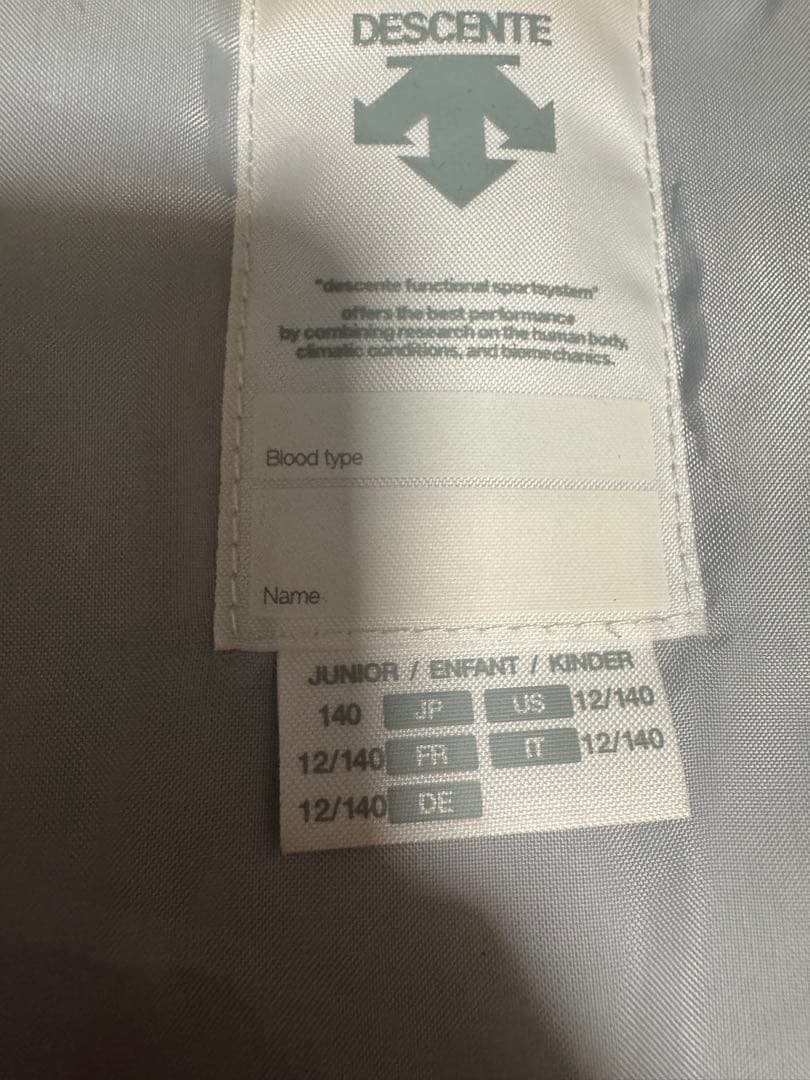 DESCENTE
"descente functional sportsystem"
offers the best performance
by combining research on the human body,
climatic conditions, and biomechanics.
Blood type
Name
JUNIOR / ENFANT / KINDER
140 JP US 12/140
12/140 FR IT 12/140
12/140 DE